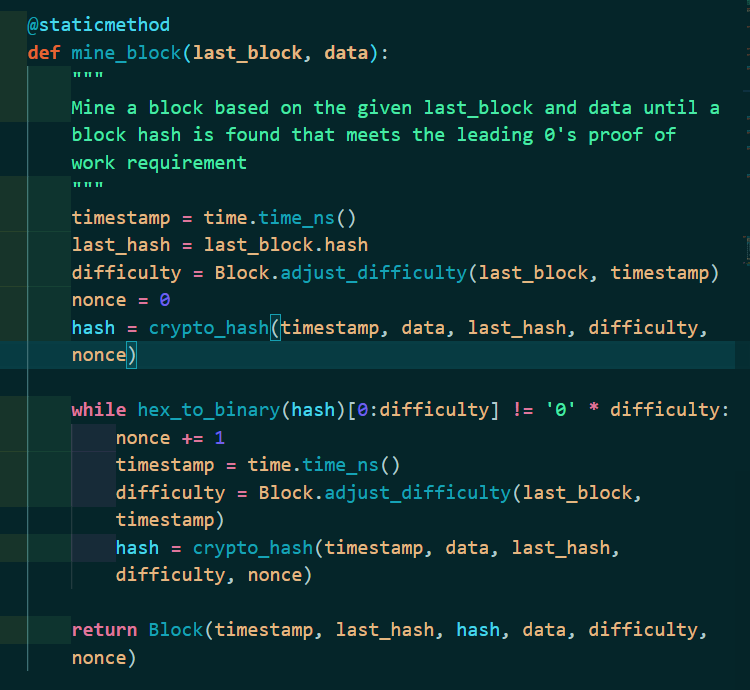 @staticmethod
def mine_block(last_block, data):
"""
Mine a block based on the given last_block and data until a
block hash is found that meets the leading 0's proof of
work requirement
"""
timestamp = time.time_ns()
last_hash = last_block.hash
difficulty = Block.adjust_difficulty(last_block, timestamp)
nonce = 0
hash = crypto_hash(timestamp, data, last_hash, difficulty,
nonce)
while hex_to_binary(hash)[0:difficulty] != '0' * difficulty:
nonce += 1
timestamp = time.time_ns()
difficulty = Block.adjust_difficulty(last_block,
timestamp)
hash = crypto_hash(timestamp, data, last_hash,
difficulty, nonce)
return Block(timestamp, last_hash, hash, data, difficulty,
nonce)